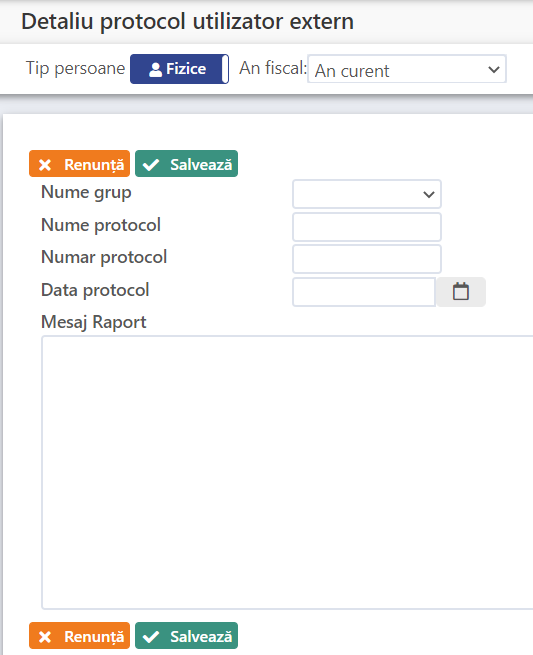 Detaliu protocol utilizator extern
Tip persoane Fizice An fiscal: An curent
Renunță Salvează
Nume grup
Nume protocol
Numar protocol
Data protocol
Mesaj Raport
Renunță Salvează